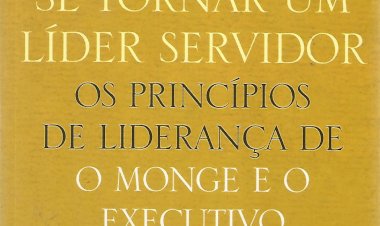 SE TORNAR UM
LÍDER SERVIDOR
OS PRINCÍPIOS
DE LIDERANÇA DE
O MONGE E O
EXECUTIVO